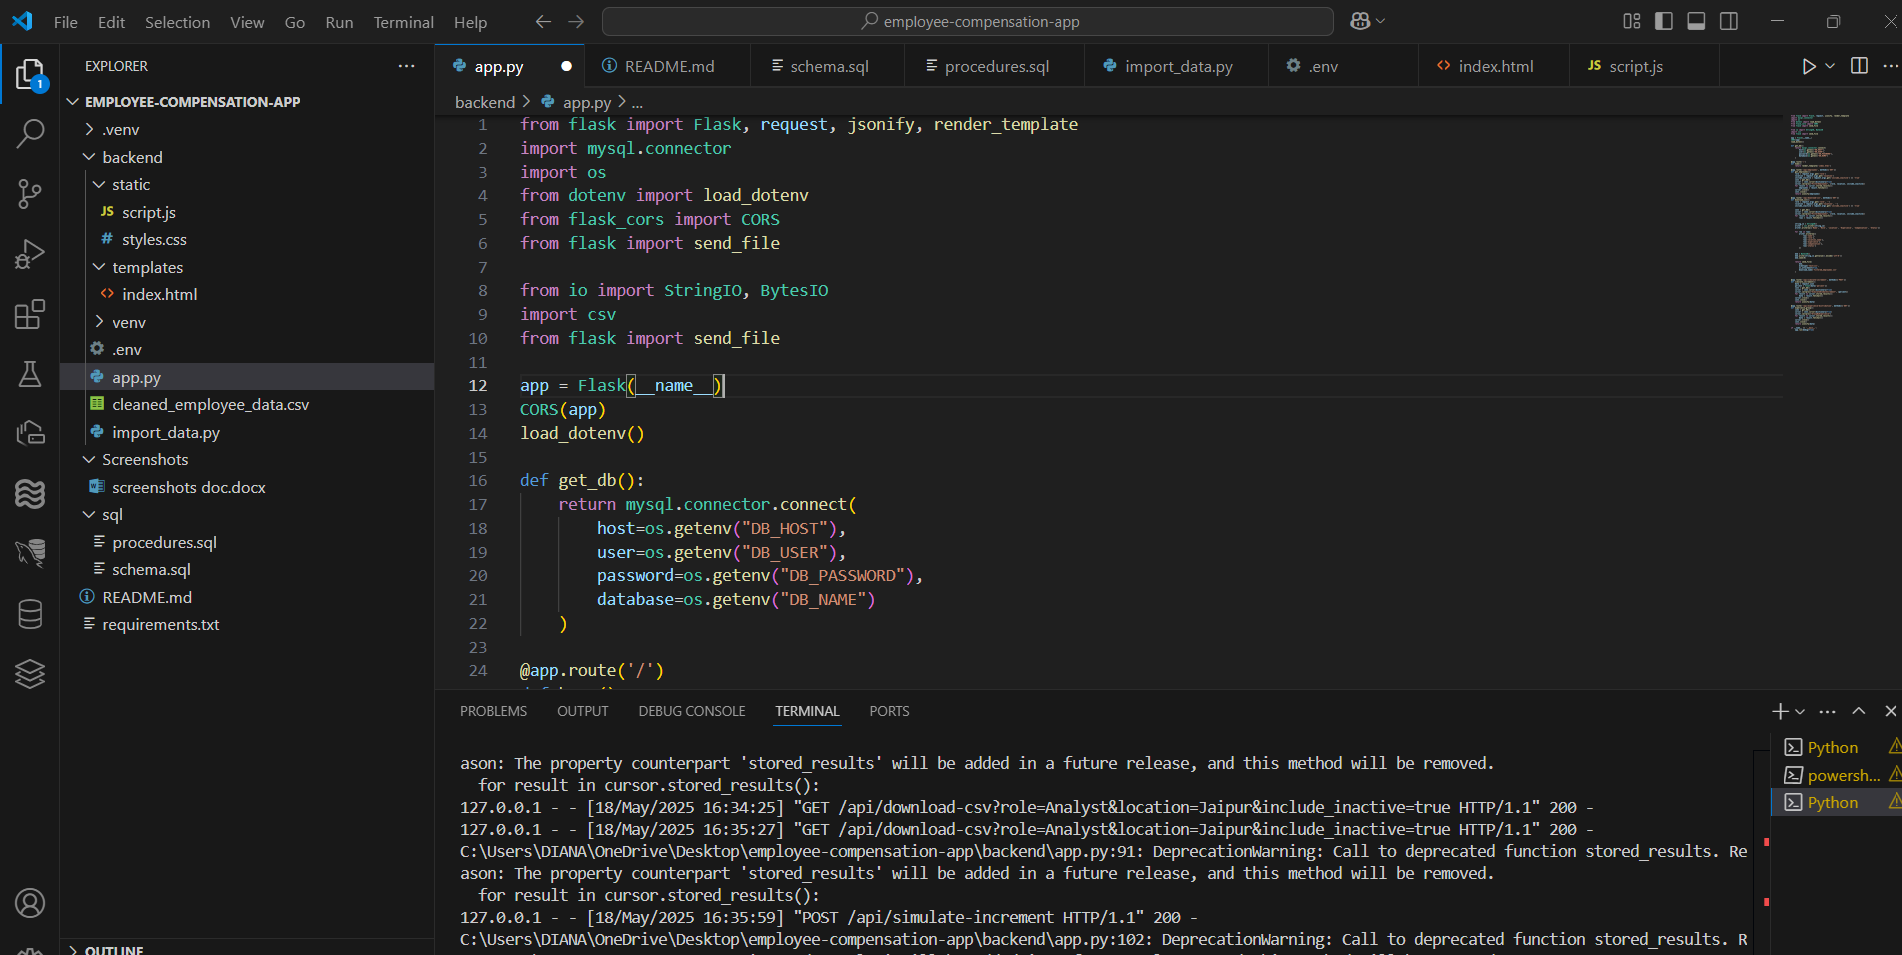 File Edit Selection View Go Run Terminal Help
employee-compensation-app
EXPLORER
EMPLOYEE-COMPENSATION-APP
.venv
backend
static
JS script.js
# styles.css
templates
<> index.html
venv
.env
app.py
cleaned_employee_data.csv
import_data.py
Screenshots
screenshots doc.docx
sql
procedures.sql
schema.sql
README.md
requirements.txt
OUTLINE
1
app.py README.md schema.sql procedures.sql import_data.py .env <> index.html JS script.js
backend > app.py > ...
1 from flask import Flask, request, jsonify, render_template
2 import mysql.connector
3 import os
4 from dotenv import load_dotenv
5 from flask_cors import CORS
6 from flask import send_file
7
8 from io import StringIO, BytesIO
9 import csv
10 from flask import send_file
11
12 app = Flask(__name__)
13 CORS(app)
14 load_dotenv()
15
16 def get_db():
17 return mysql.connector.connect(
18 host=os.getenv("DB_HOST"),
19 user=os.getenv("DB_USER"),
20 password=os.getenv("DB_PASSWORD"),
21 database=os.getenv("DB_NAME")
22 )
23
24 @app.route('/')
PROBLEMS OUTPUT DEBUG CONSOLE TERMINAL PORTS
ason: The property counterpart 'stored_results' will be added in a future release, and this method will be removed.
for result in cursor.stored_results():
127.0.0.1 - - [18/May/2025 16:34:25] "GET /api/download-csv?role=Analyst&location=Jaipur&include_inactive=true HTTP/1.1" 200 -
127.0.0.1 - - [18/May/2025 16:35:27] "GET /api/download-csv?role=Analyst&location=Jaipur&include_inactive=true HTTP/1.1" 200 -
C:\Users\DIANA\OneDrive\Desktop\employee-compensation-app\backend\app.py:91: DeprecationWarning: Call to deprecated function stored_results. Re
ason: The property counterpart 'stored_results' will be added in a future release, and this method will be removed.
for result in cursor.stored_results():
127.0.0.1 - - [18/May/2025 16:35:59] "POST /api/simulate-increment HTTP/1.1" 200 -
C:\Users\DIANA\OneDrive\Desktop\employee-compensation-app\backend\app.py:102: DeprecationWarning: Call to deprecated function stored_results. R
Python
powersh...
Python